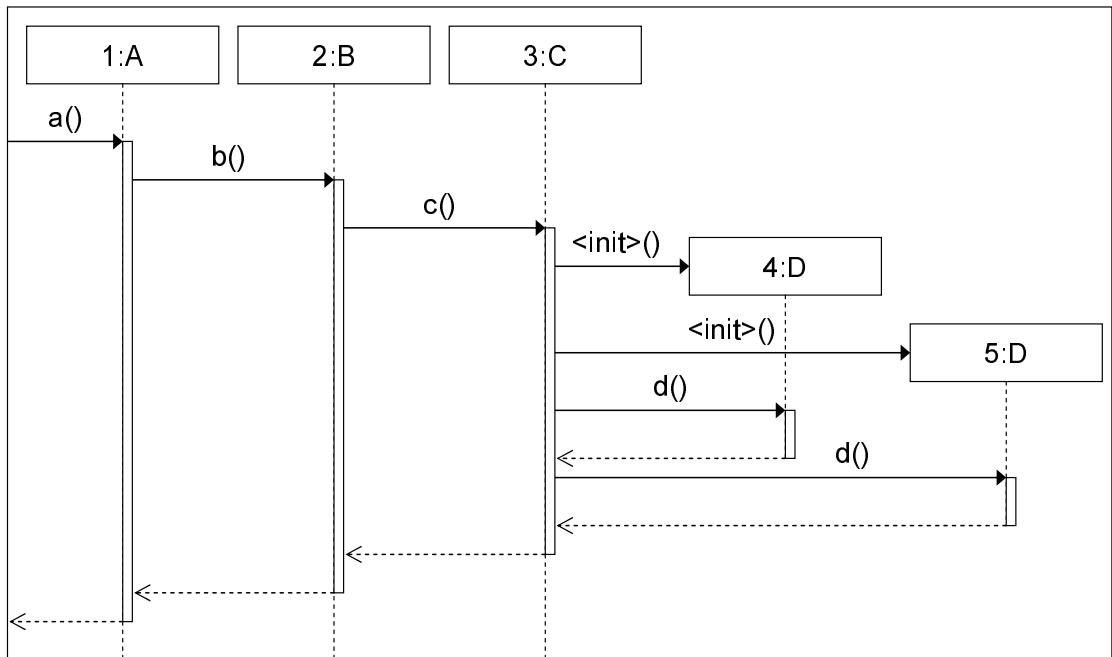 1:A
2:B
3:C
a()
b()
c()
<init>()
4:D
<init>()
5:D
d()
d()